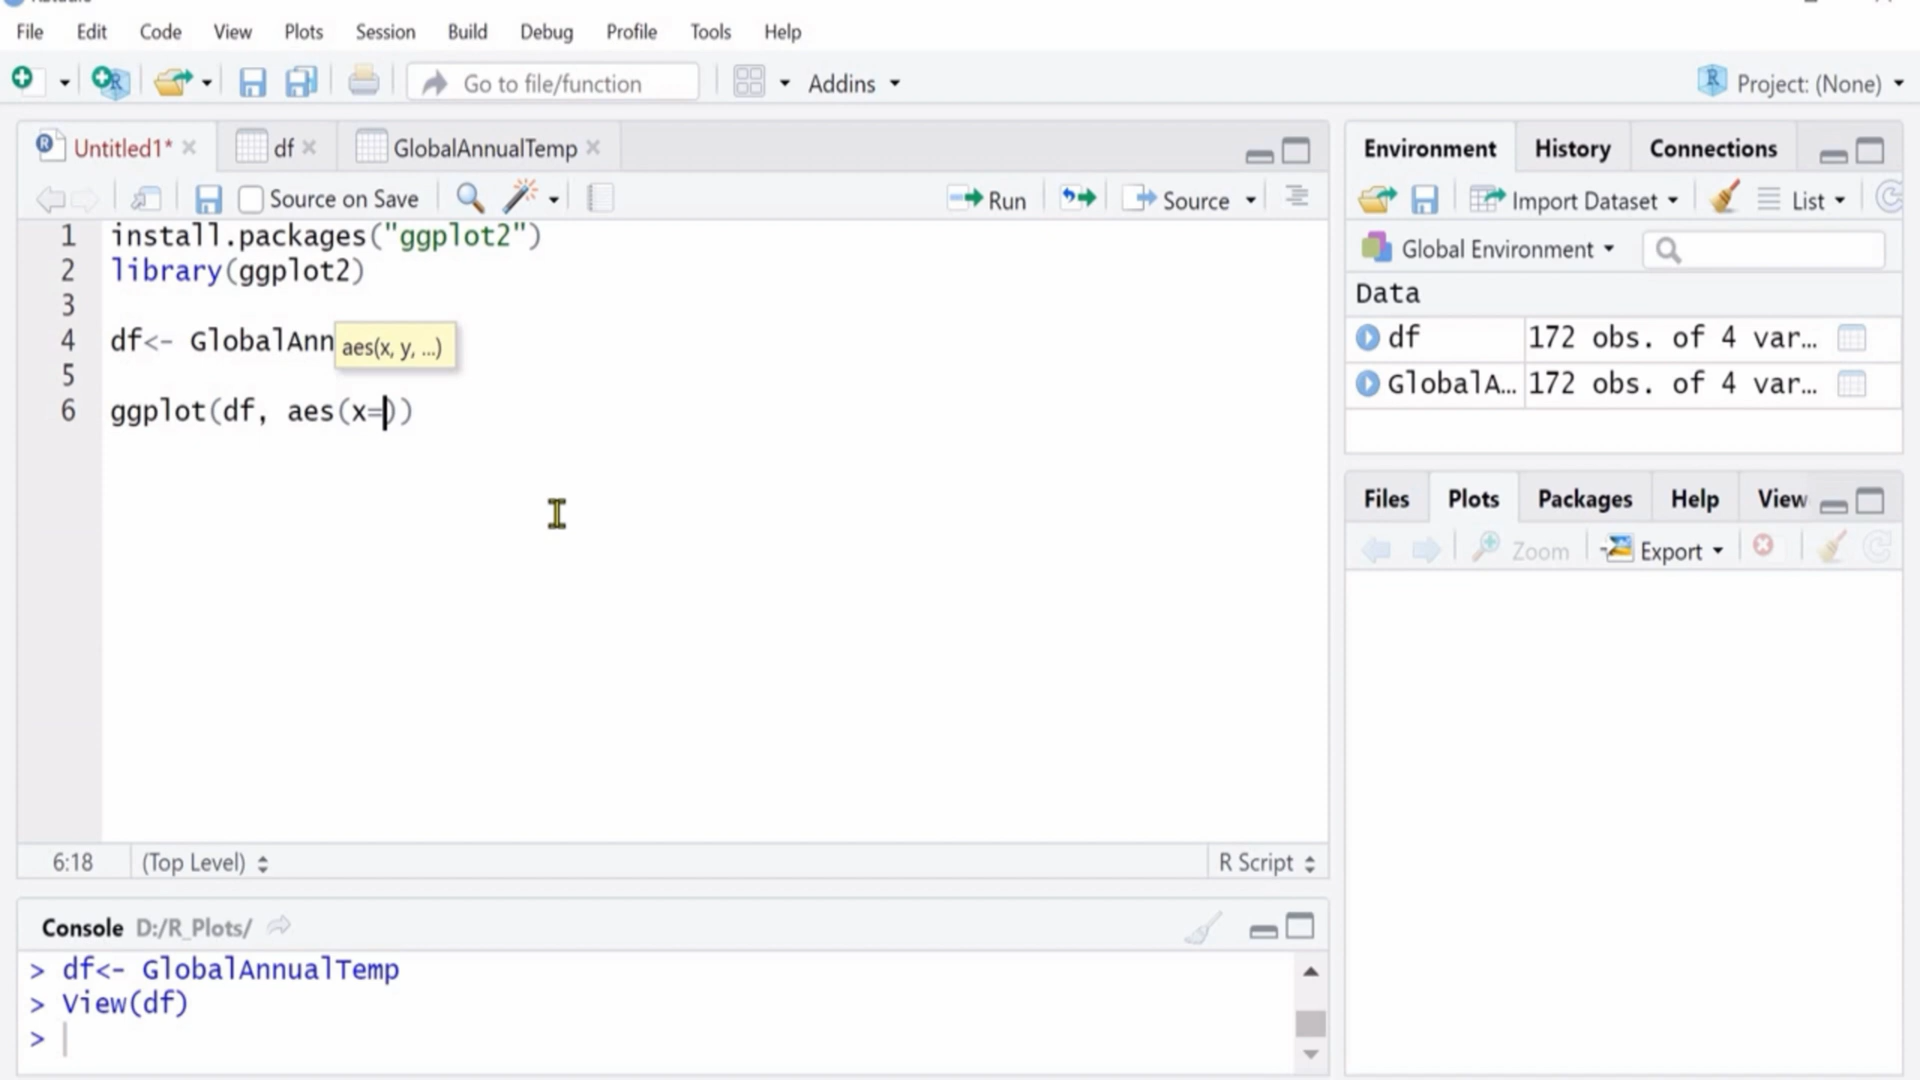 File Edit Code View Plots Session Build Debug Profile Tools Help
Go to file/function Addins Project: (None)
Untitled1* df GlobalAnnualTemp
Source on Save Run Source
1 install.packages("ggplot2")
2 library(ggplot2)
3
4 df<- GlobalAnn
aes(x, y, ...)
5
6 ggplot(df, aes(x=))
6:18 (Top Level) R Script
Console D:/R_Plots/
> df<- GlobalAnnualTemp
> View(df)
>
Environment History Connections
Import Dataset List
Global Environment
Data
df 172 obs. of 4 var...
GlobalA... 172 obs. of 4 var...
Files Plots Packages Help View
Zoom Export